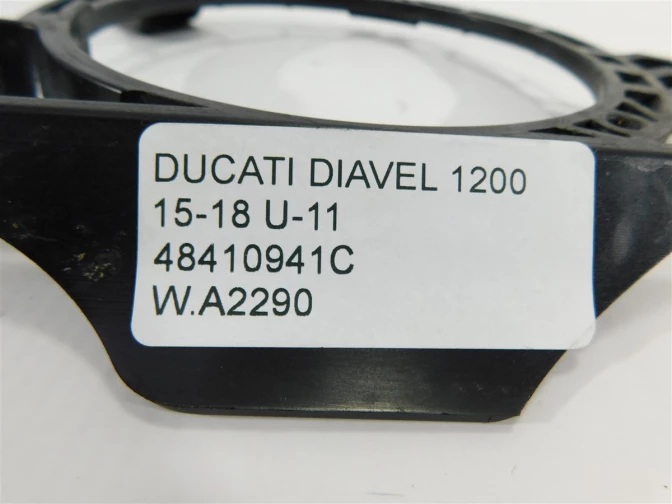 DUCATI DIAVEL 1200
15-18 U-11
48410941C
W.A2290